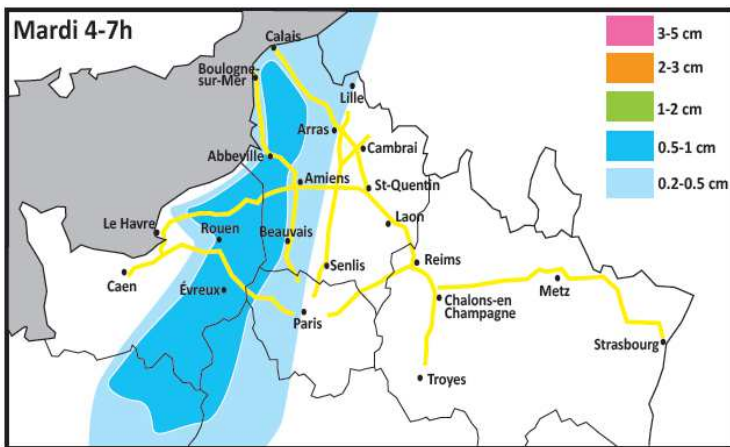 Mardi 4-7h
Calais
Boulogne-
sur-Mer
Lille
Arras
Cambrai
Abbeville
Amiens
St-Quentin
Laon
Le Havre
Rouen
Beauvais
Senlis
Reims
Caen
Évreux
Paris
Chalons-en
Champagne
Metz
Strasbourg
Troyes
3-5 cm
2-3 cm
1-2 cm
0.5-1 cm
0.2-0.5 cm